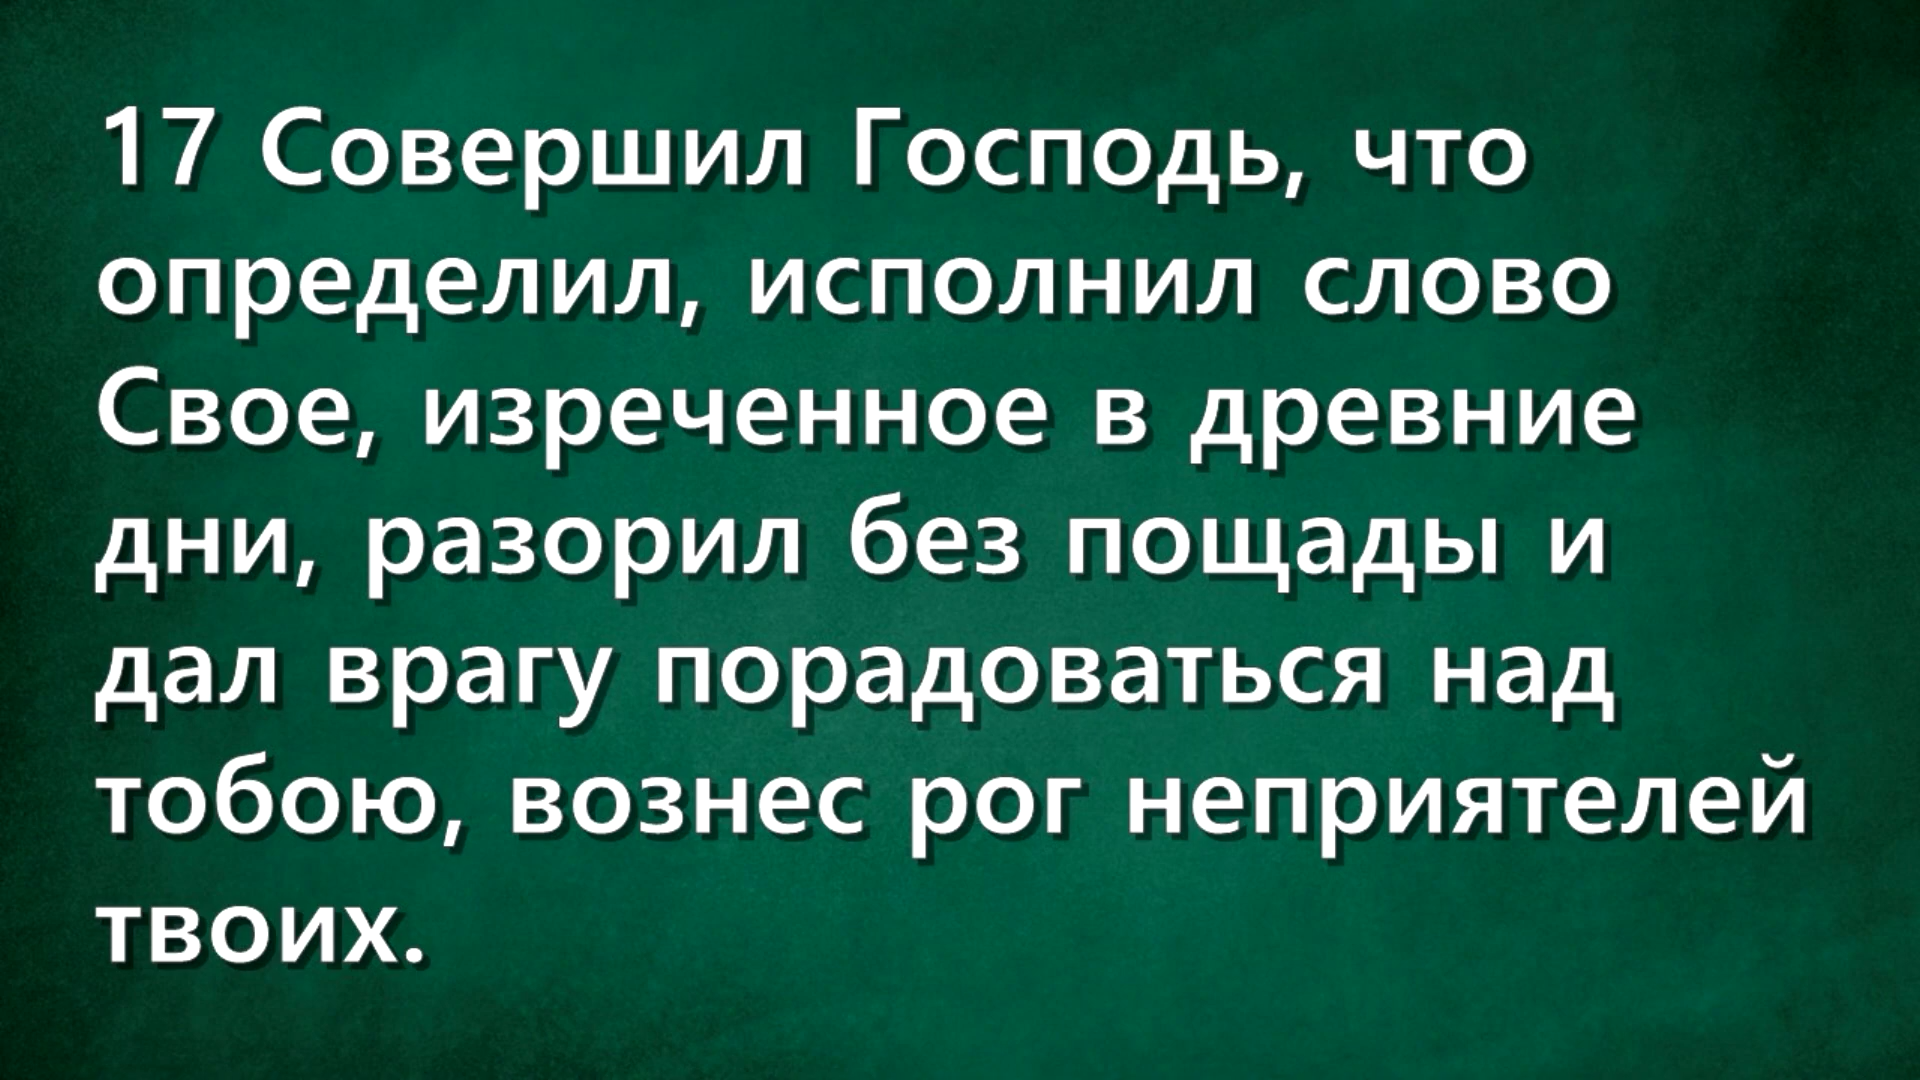 17 Совершил Господь, что
определил, исполнил слово
Свое, изреченное в древние
дни, разорил без пощады и
дал врагу порадоваться над
тобою, вознес рог неприятелей
твоих.